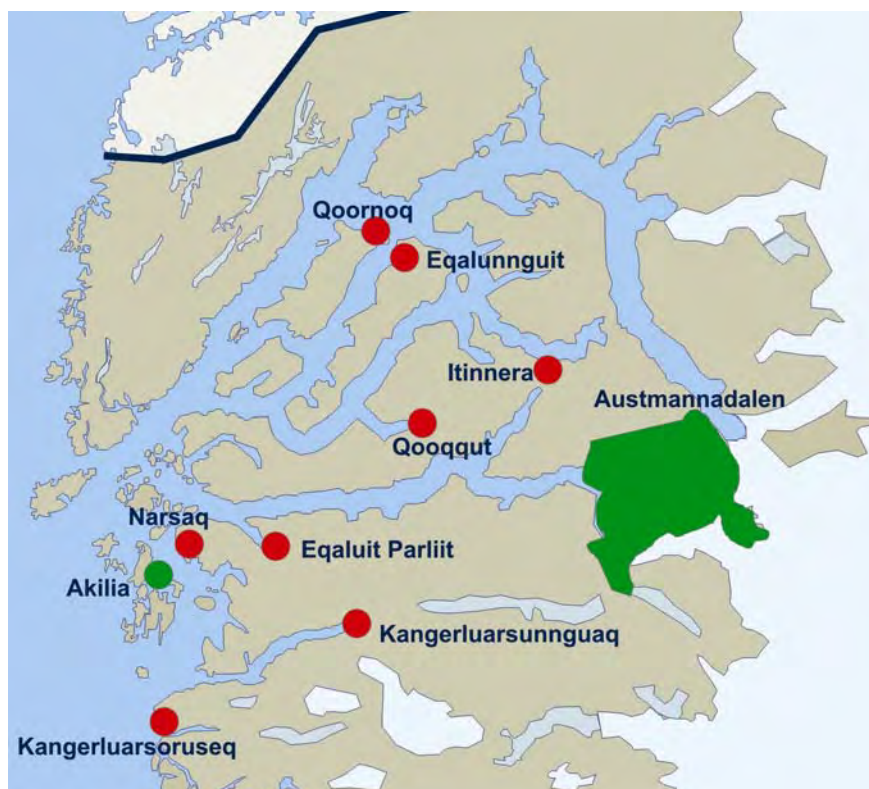 Qoornoq
Eqalunnguit
Itinnera
Austmannadalen
Qooqqut
Narsaq
Eqaluit Parliit
Akilia
Kangerluarsunnguaq
Kangerluarsoruseq